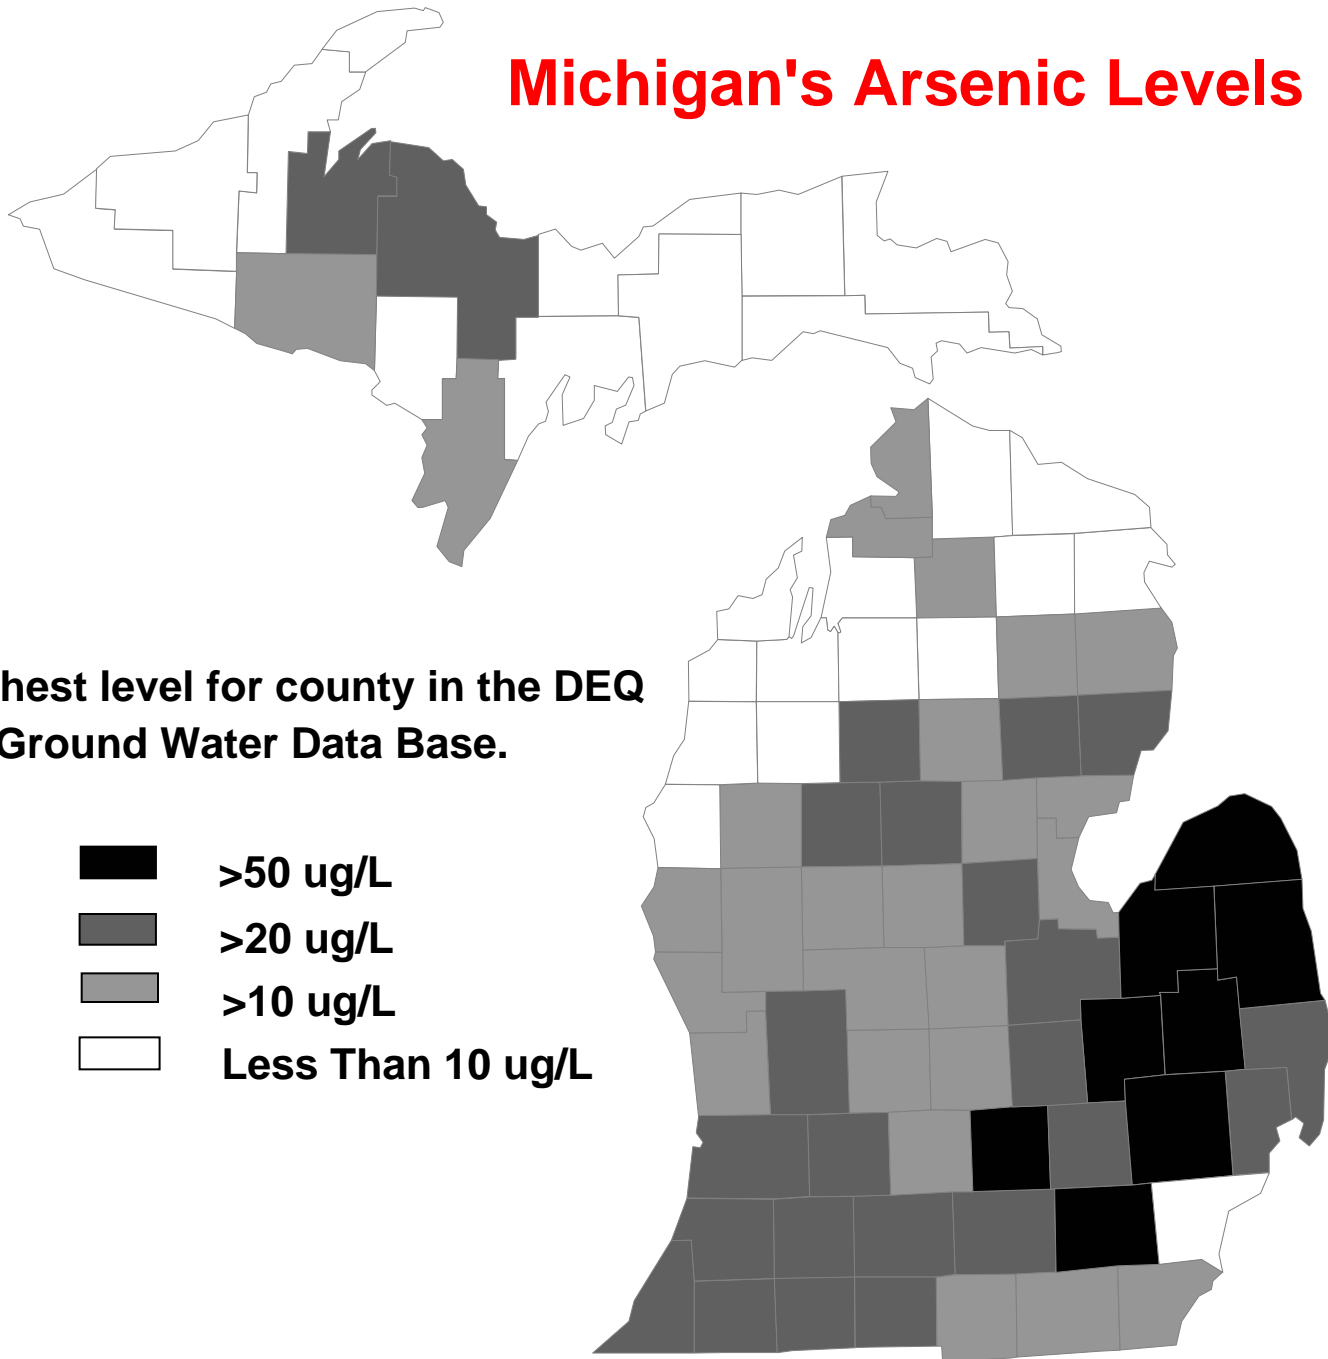 Michigan's Arsenic Levels
hest level for county in the DEQ
Ground Water Data Base.
>50 ug/L
>20 ug/L
>10 ug/L
Less Than 10 ug/L